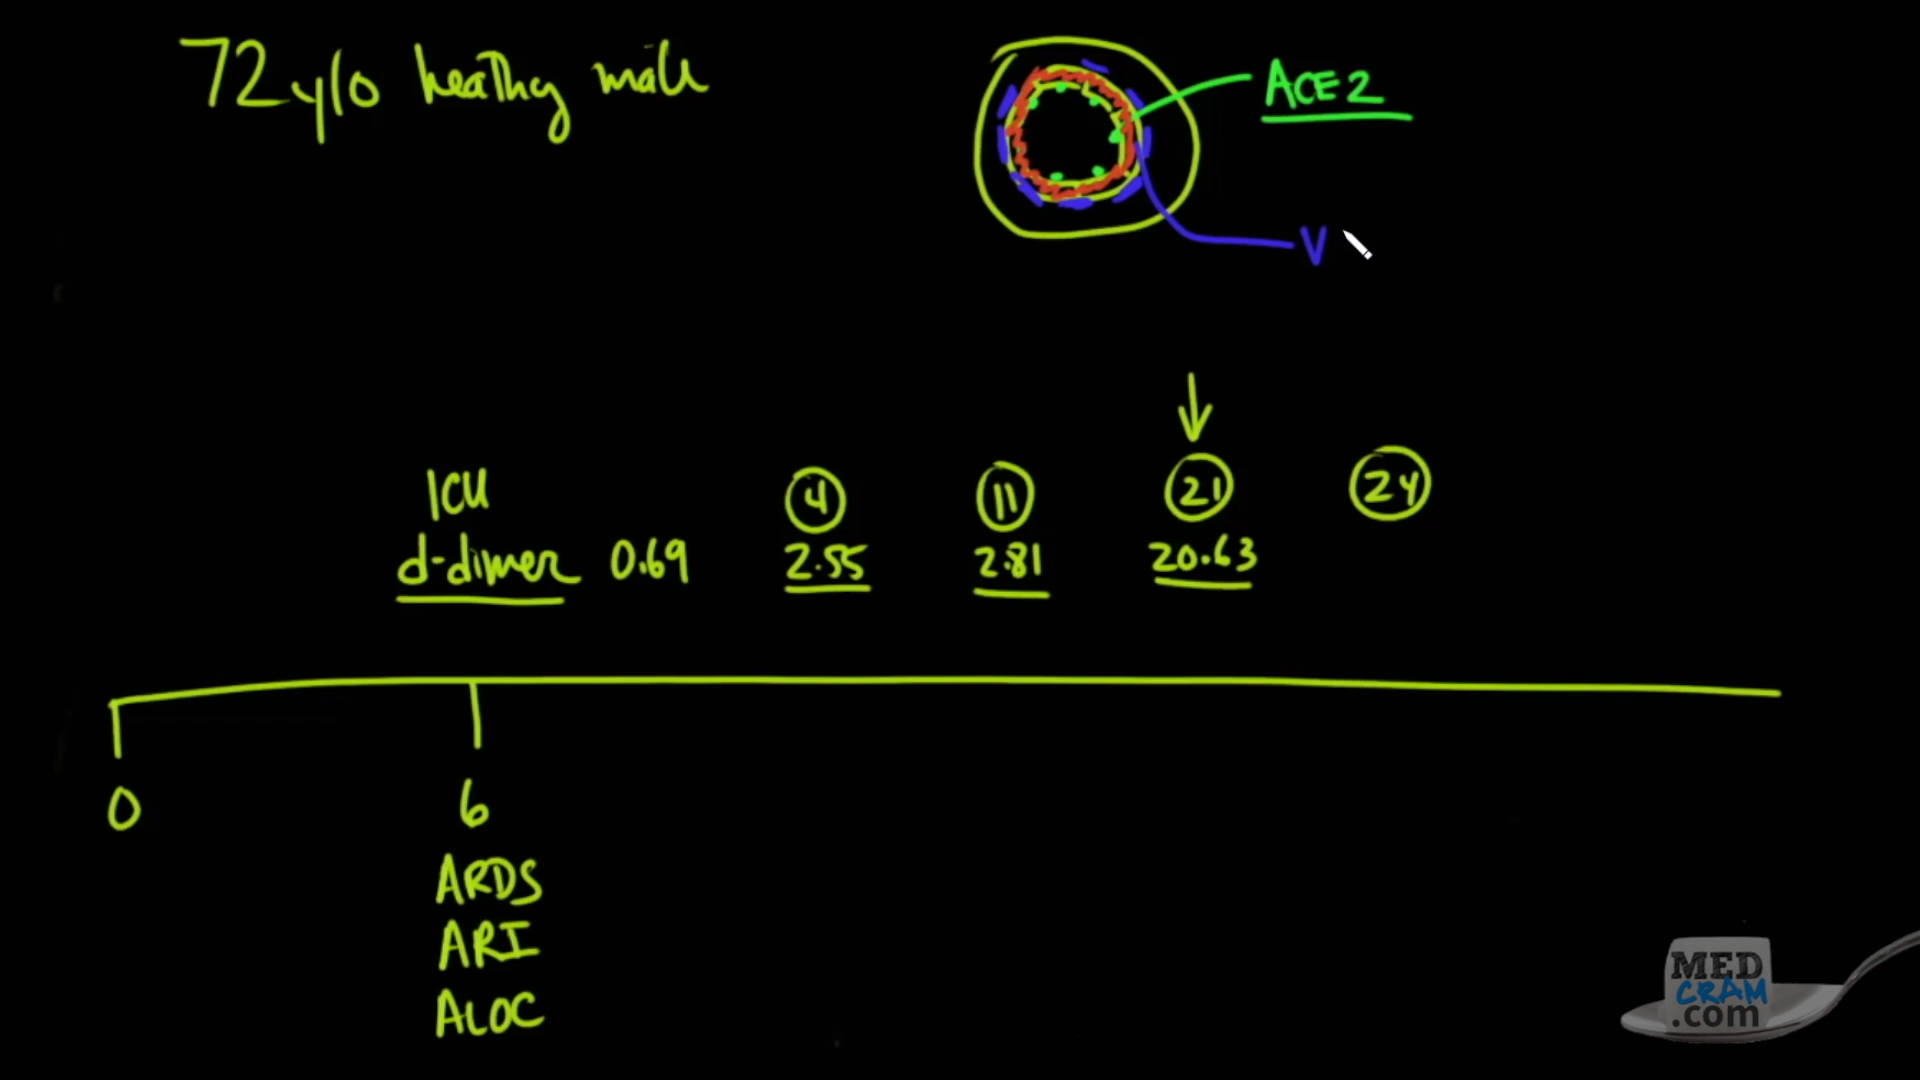 72 y/o healthy male
ACE2
V
ICU 4 11 21 24
d-dimer 0.69 2.55 2.81 20.63
0 6
ARDS
ARI
ALOC
MED
CRAM
.com